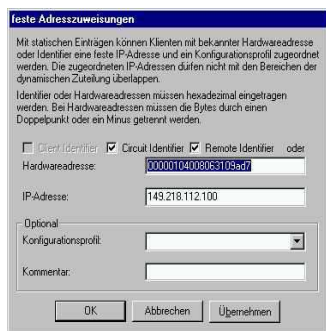 feste Adresszuweisungen
Mit statischen Einträgen können Klienten mit bekannter Hardwareadresse
oder Identifier eine feste IP-Adresse und ein Konfigurationsprofil zugeordnet
werden. Die zugeordneten IP-Adressen dürfen nicht mit den Bereichen der
dynamischen Zuteilung überlappen.
Identifier oder Hardwareadressen müssen hexadezimal eingetragen
werden. Bei Hardwareadressen müssen die Bytes durch einen
Doppelpunkt oder ein Minus getrennt werden.
Client Identifier Circuit Identifier Remote Identifier oder
Hardwareadresse: 00000104008063109ad7
IP-Adresse: 149.218.112.100
Optional
Konfigurationsprofil:
Kommentar:
OK Abbrechen Übernehmen